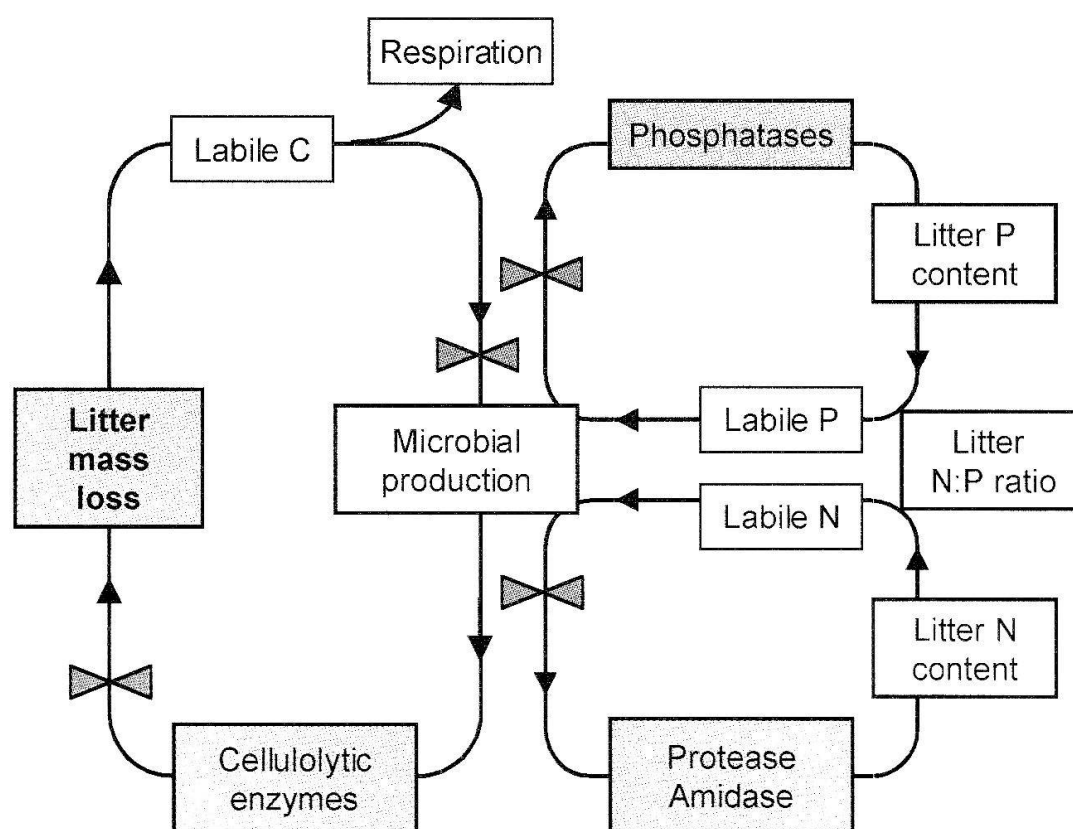 Respiration
Labile C
Phosphatases
Litter P
content
Litter
mass
loss
Microbial
production
Labile P
Litter
N:P ratio
Labile N
Litter N
content
Cellulolytic
enzymes
Protease
Amidase